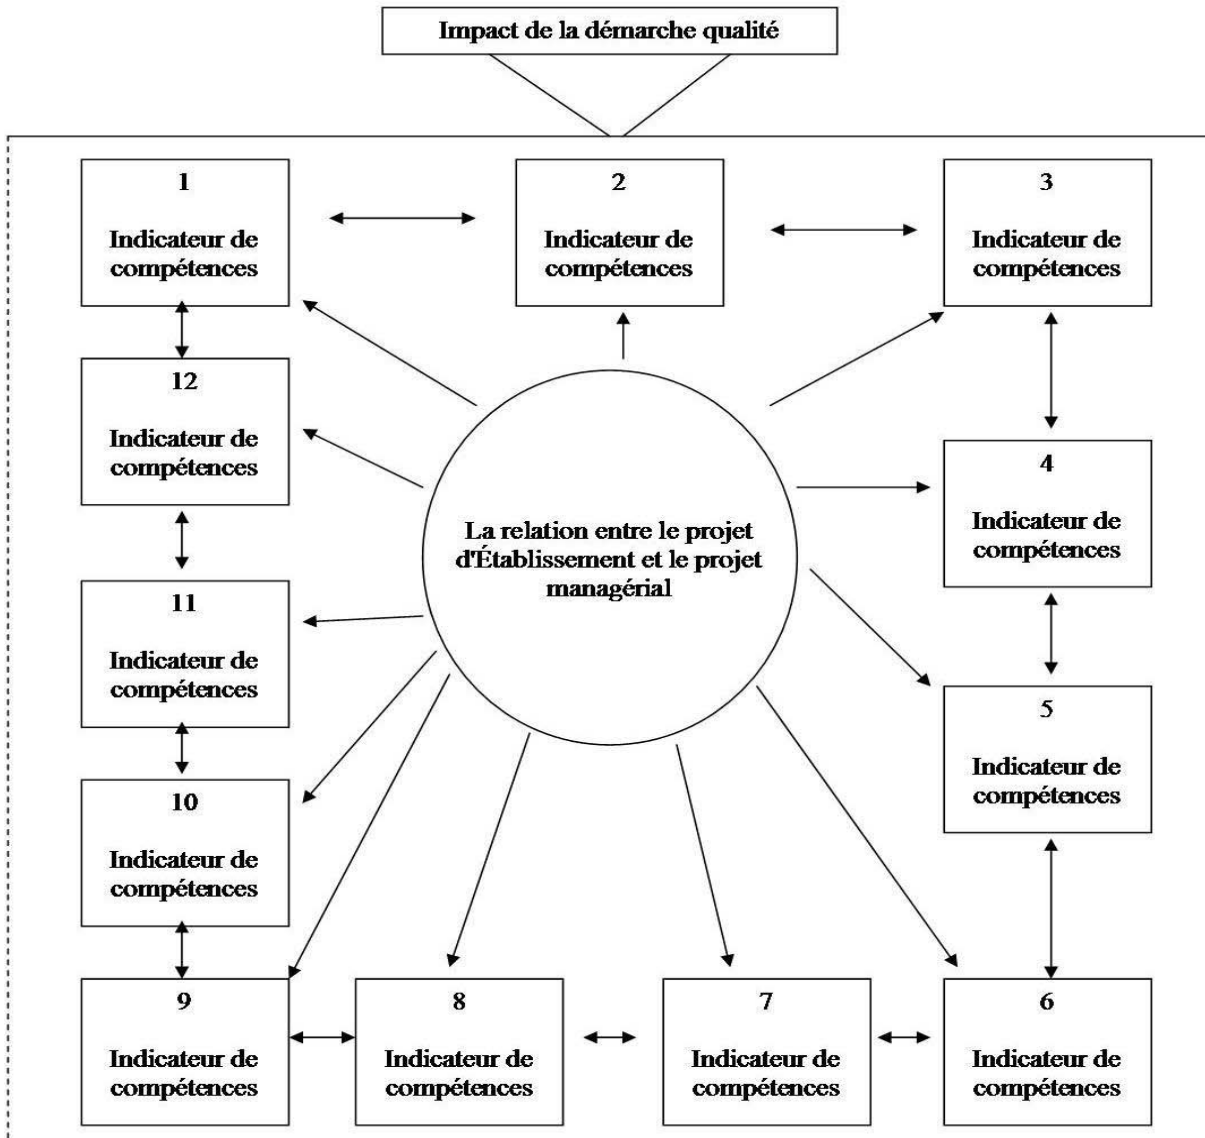 Impact de la démarche qualité
1
Indicateur de
compétences
2
Indicateur de
compétences
3
Indicateur de
compétences
12
Indicateur de
compétences
4
Indicateur de
compétences
La relation entre le projet
d'Établissement et le projet
managérial
11
Indicateur de
compétences
5
Indicateur de
compétences
10
Indicateur de
compétences
9
Indicateur de
compétences
8
Indicateur de
compétences
7
Indicateur de
compétences
6
Indicateur de
compétences